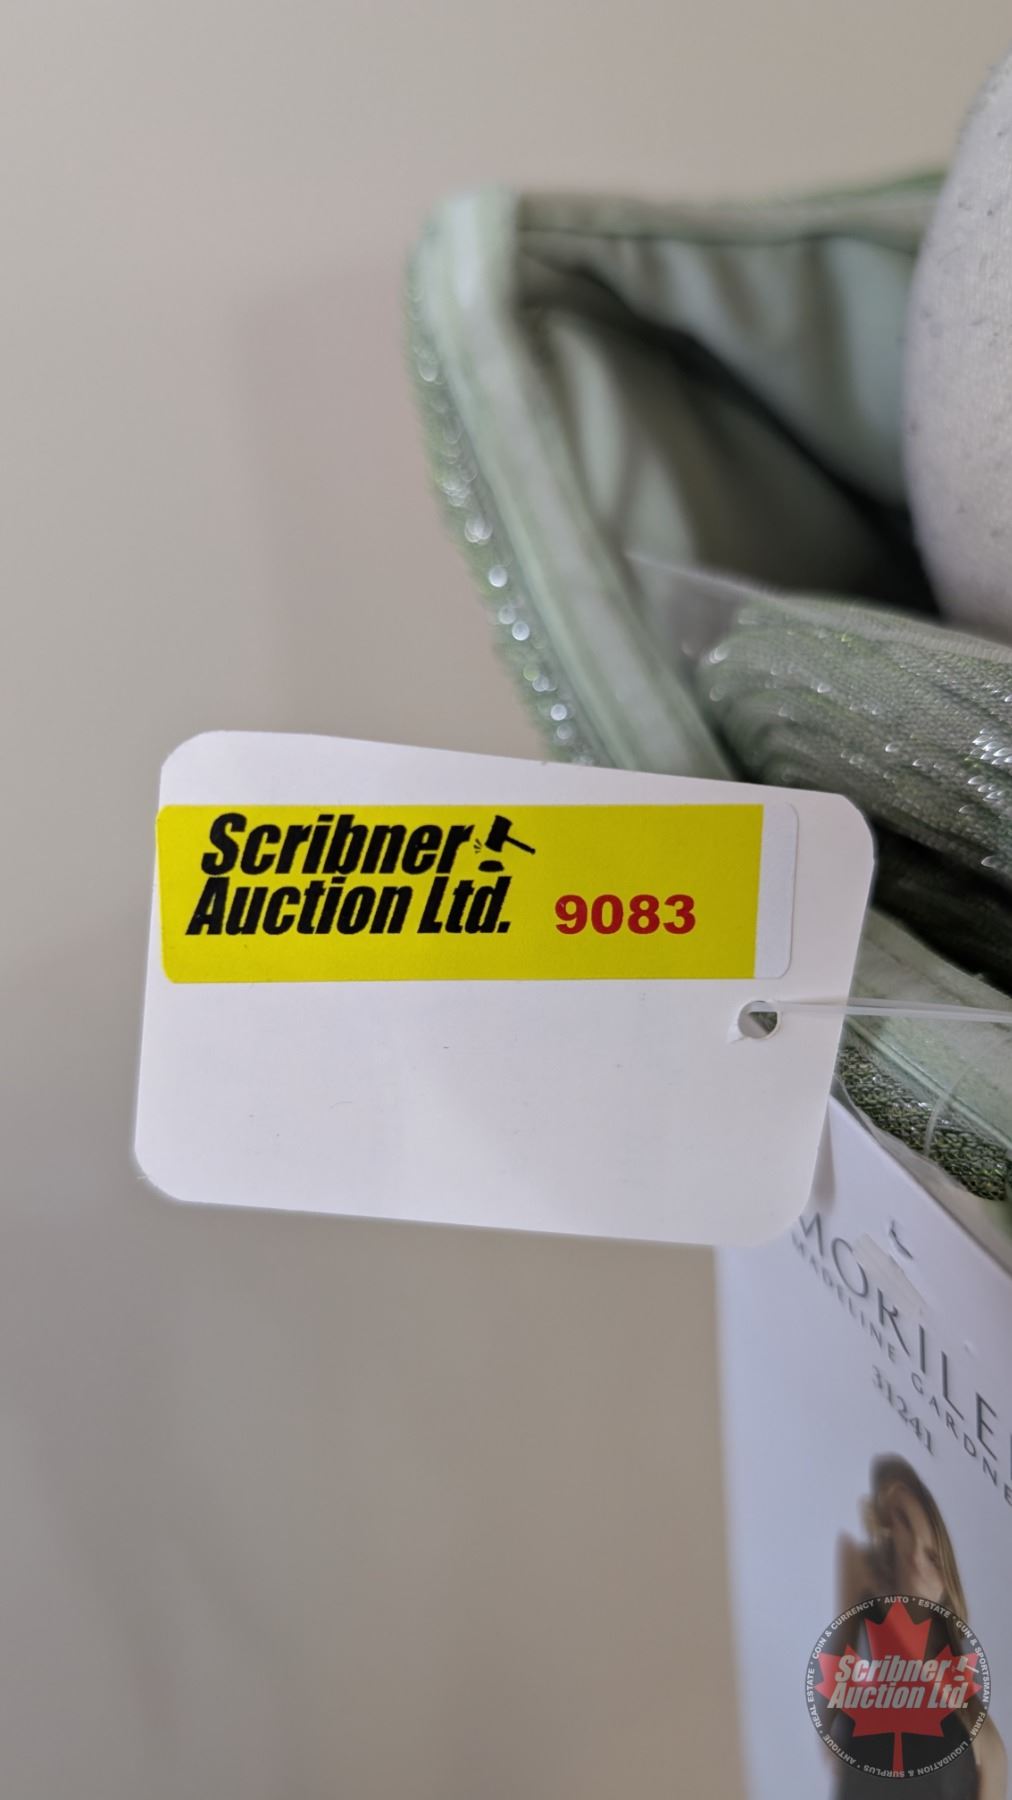 Scribner
Auction Ltd. 9083
MORILE
MADELINE GARDNE
31241
COIN & CURRENCY • AUTO • ESTATE • GUN & SPORTSMAN • FARM • LIQUIDATION & SURPLUS • ANTIQUE • REAL ESTATE
Scribner
Auction Ltd.